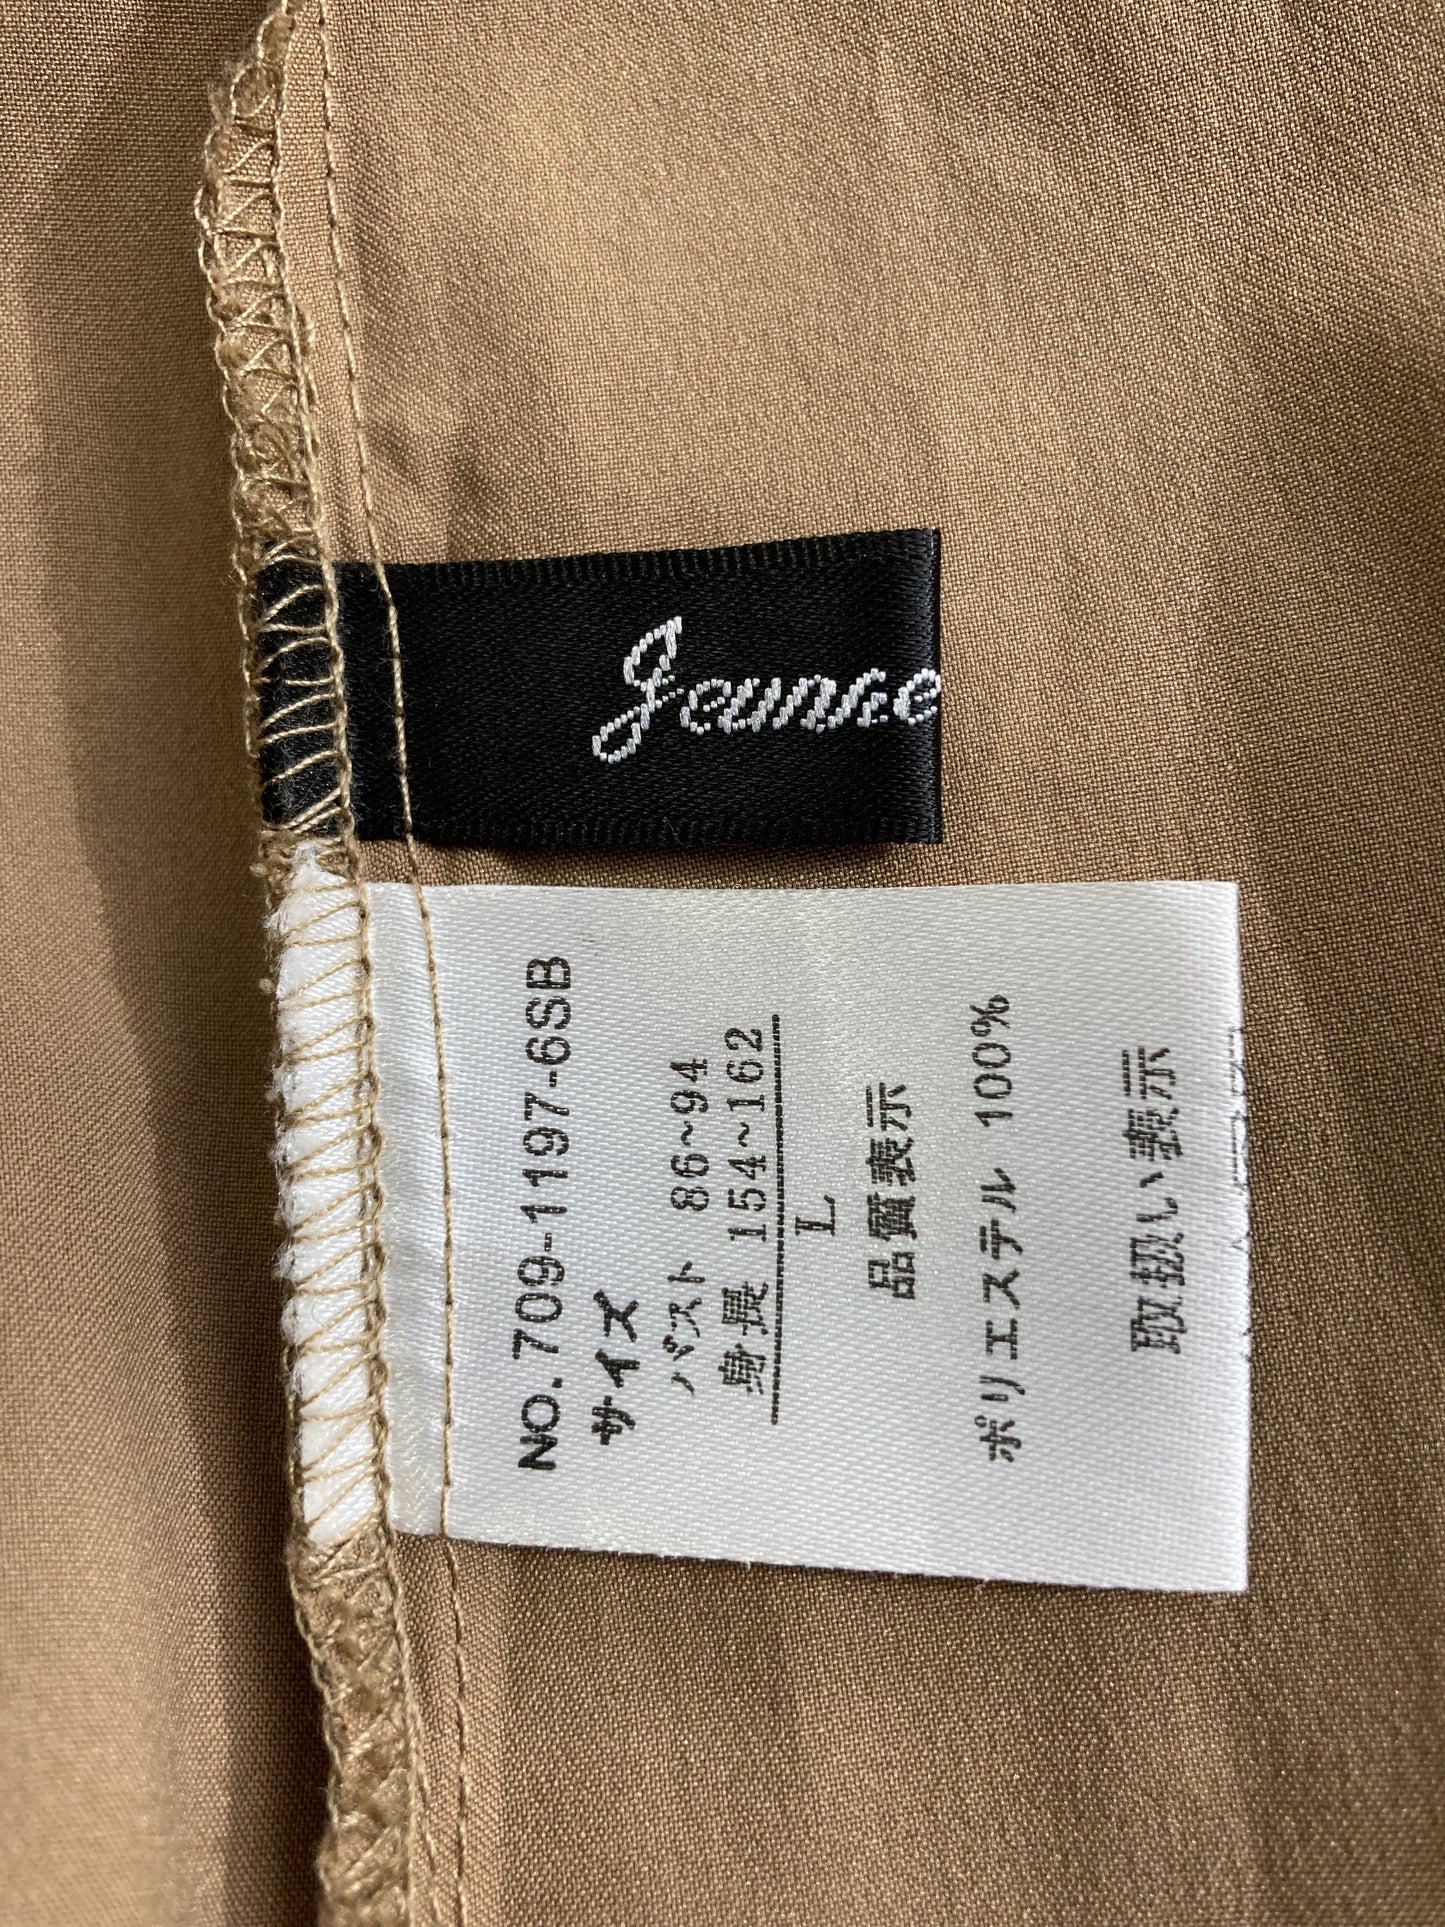 NO. 709-1197-6SB
サイズ
バスト 86~94
身長 154~162
L
品質表示
ポリエステル 100%
取扱い表示